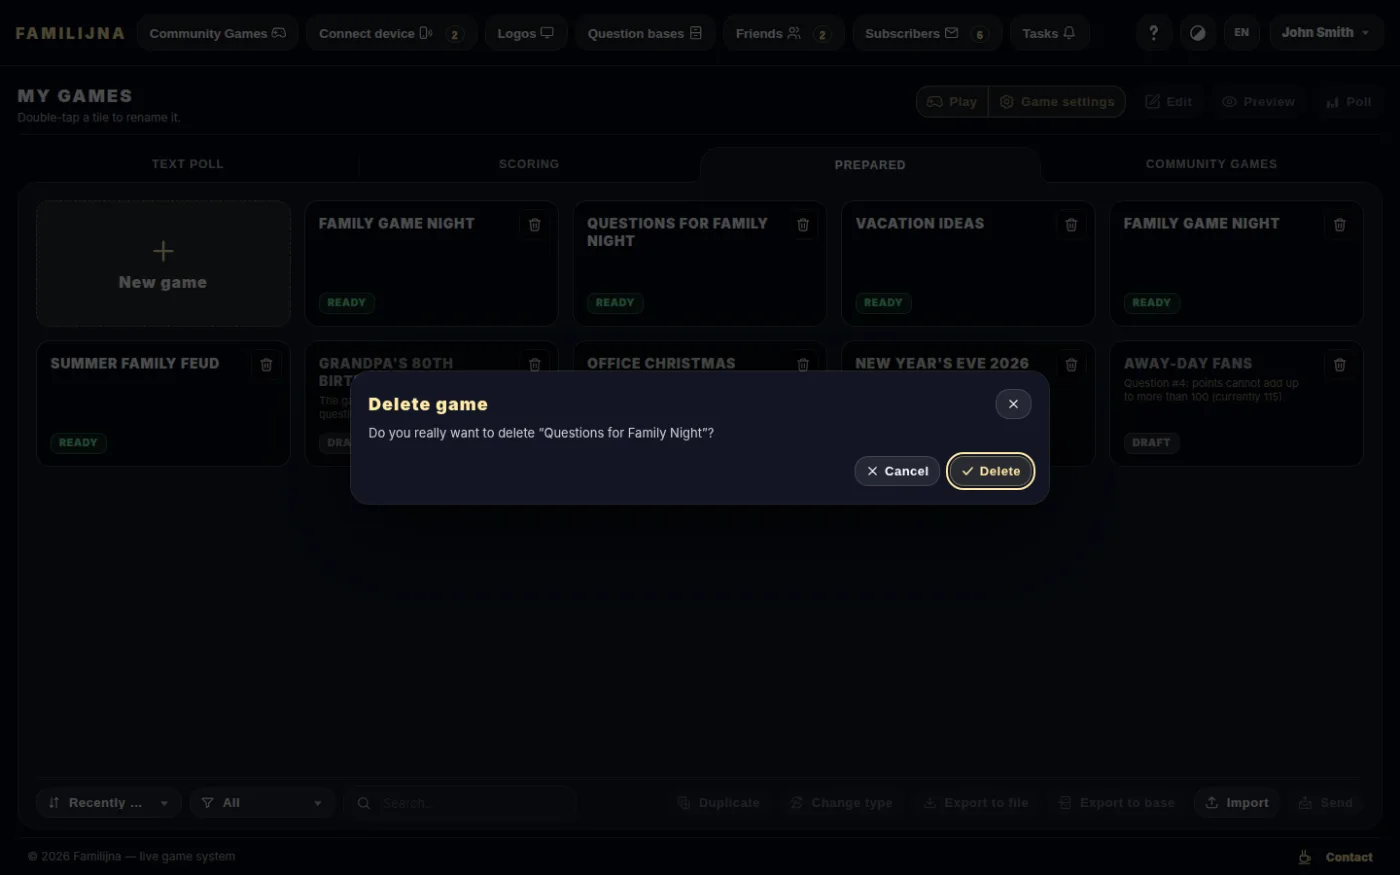 FAMILIJNA
Community Games
Connect device 2
Logos
Question bases
Friends 2
Subscribers 6
Tasks
?
EN
John Smith
MY GAMES
Double-tap a tile to rename it.
Play
Game settings
Edit
Preview
Poll
TEXT POLL
SCORING
PREPARED
COMMUNITY GAMES
New game
FAMILY GAME NIGHT
READY
QUESTIONS FOR FAMILY
NIGHT
READY
VACATION IDEAS
READY
FAMILY GAME NIGHT
READY
SUMMER FAMILY FEUD
READY
GRANDPA'S 80TH
OFFICE CHRISTMAS
NEW YEAR'S EVE 2026
AWAY-DAY FANS
Question #4: points cannot add up
to more than 100 (currently 115).
DRAFT
Delete game
Do you really want to delete “Questions for Family Night”?
Cancel
Delete
Recently ...
All
Search...
Duplicate
Change type
Export to file
Export to base
Import
Send
© 2026 Familijna — live game system
Contact